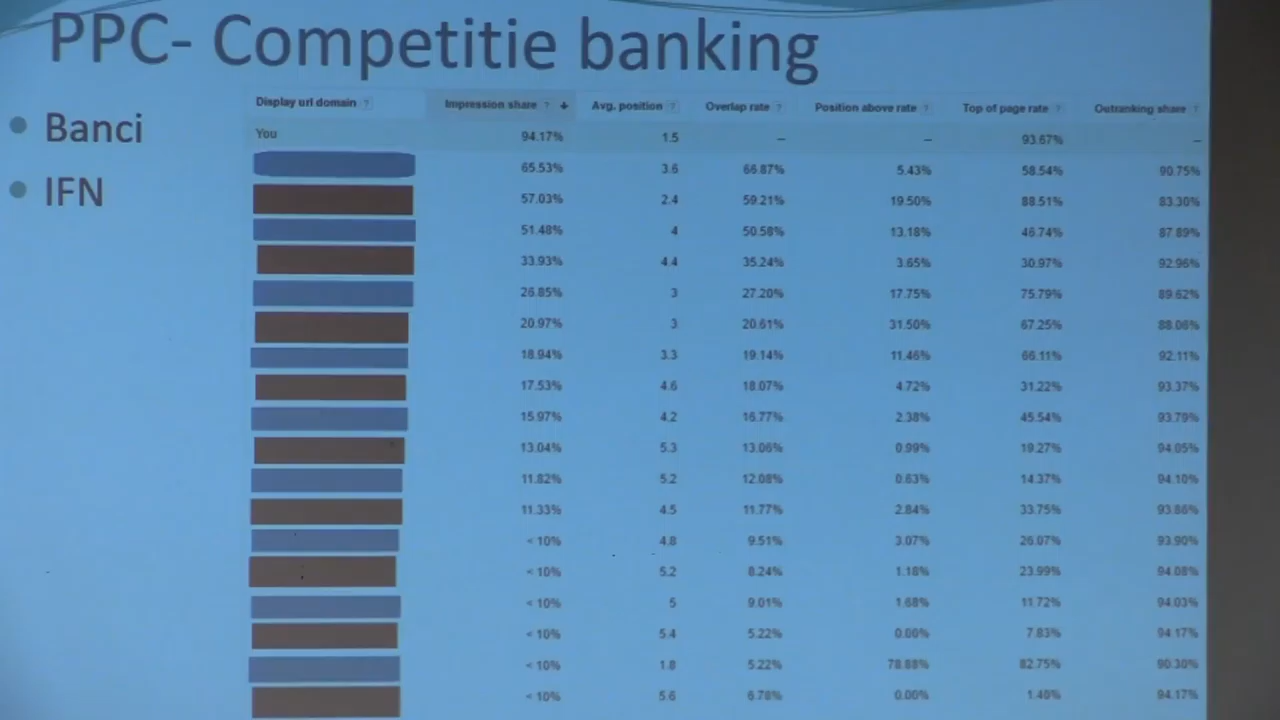 PPC- Competitie banking
• Banci
• IFN
Display url domain ? Impression share ? Avg. position ? Overlap rate ? Position above rate ? Top of page rate ? Outranking share ?
You 94.17% 1.5 – – 93.67% –
65.53% 3.6 66.87% 5.43% 58.54% 90.75%
57.03% 2.4 59.21% 19.50% 88.51% 83.30%
51.48% 4 50.58% 13.18% 46.74% 87.89%
33.93% 4.4 35.24% 3.65% 30.97% 92.96%
26.85% 3 27.20% 17.75% 75.79% 89.62%
20.97% 3 20.61% 31.50% 67.25% 88.06%
18.94% 3.3 19.14% 11.46% 66.11% 92.11%
17.53% 4.6 18.07% 4.72% 31.22% 93.37%
15.97% 4.2 16.77% 2.38% 45.54% 93.79%
13.04% 5.3 13.06% 0.99% 19.27% 94.05%
11.82% 5.2 12.08% 0.63% 14.37% 94.10%
11.33% 4.5 11.77% 2.84% 33.75% 93.86%
< 10% 4.8 9.51% 3.07% 26.07% 93.90%
< 10% 5.2 8.24% 1.18% 23.99% 94.08%
< 10% 5 9.01% 1.68% 11.72% 94.03%
< 10% 5.4 5.22% 0.00% 7.83% 94.17%
< 10% 1.8 5.22% 78.88% 82.75% 90.30%
< 10% 5.6 6.78% 0.00% 1.40% 94.17%